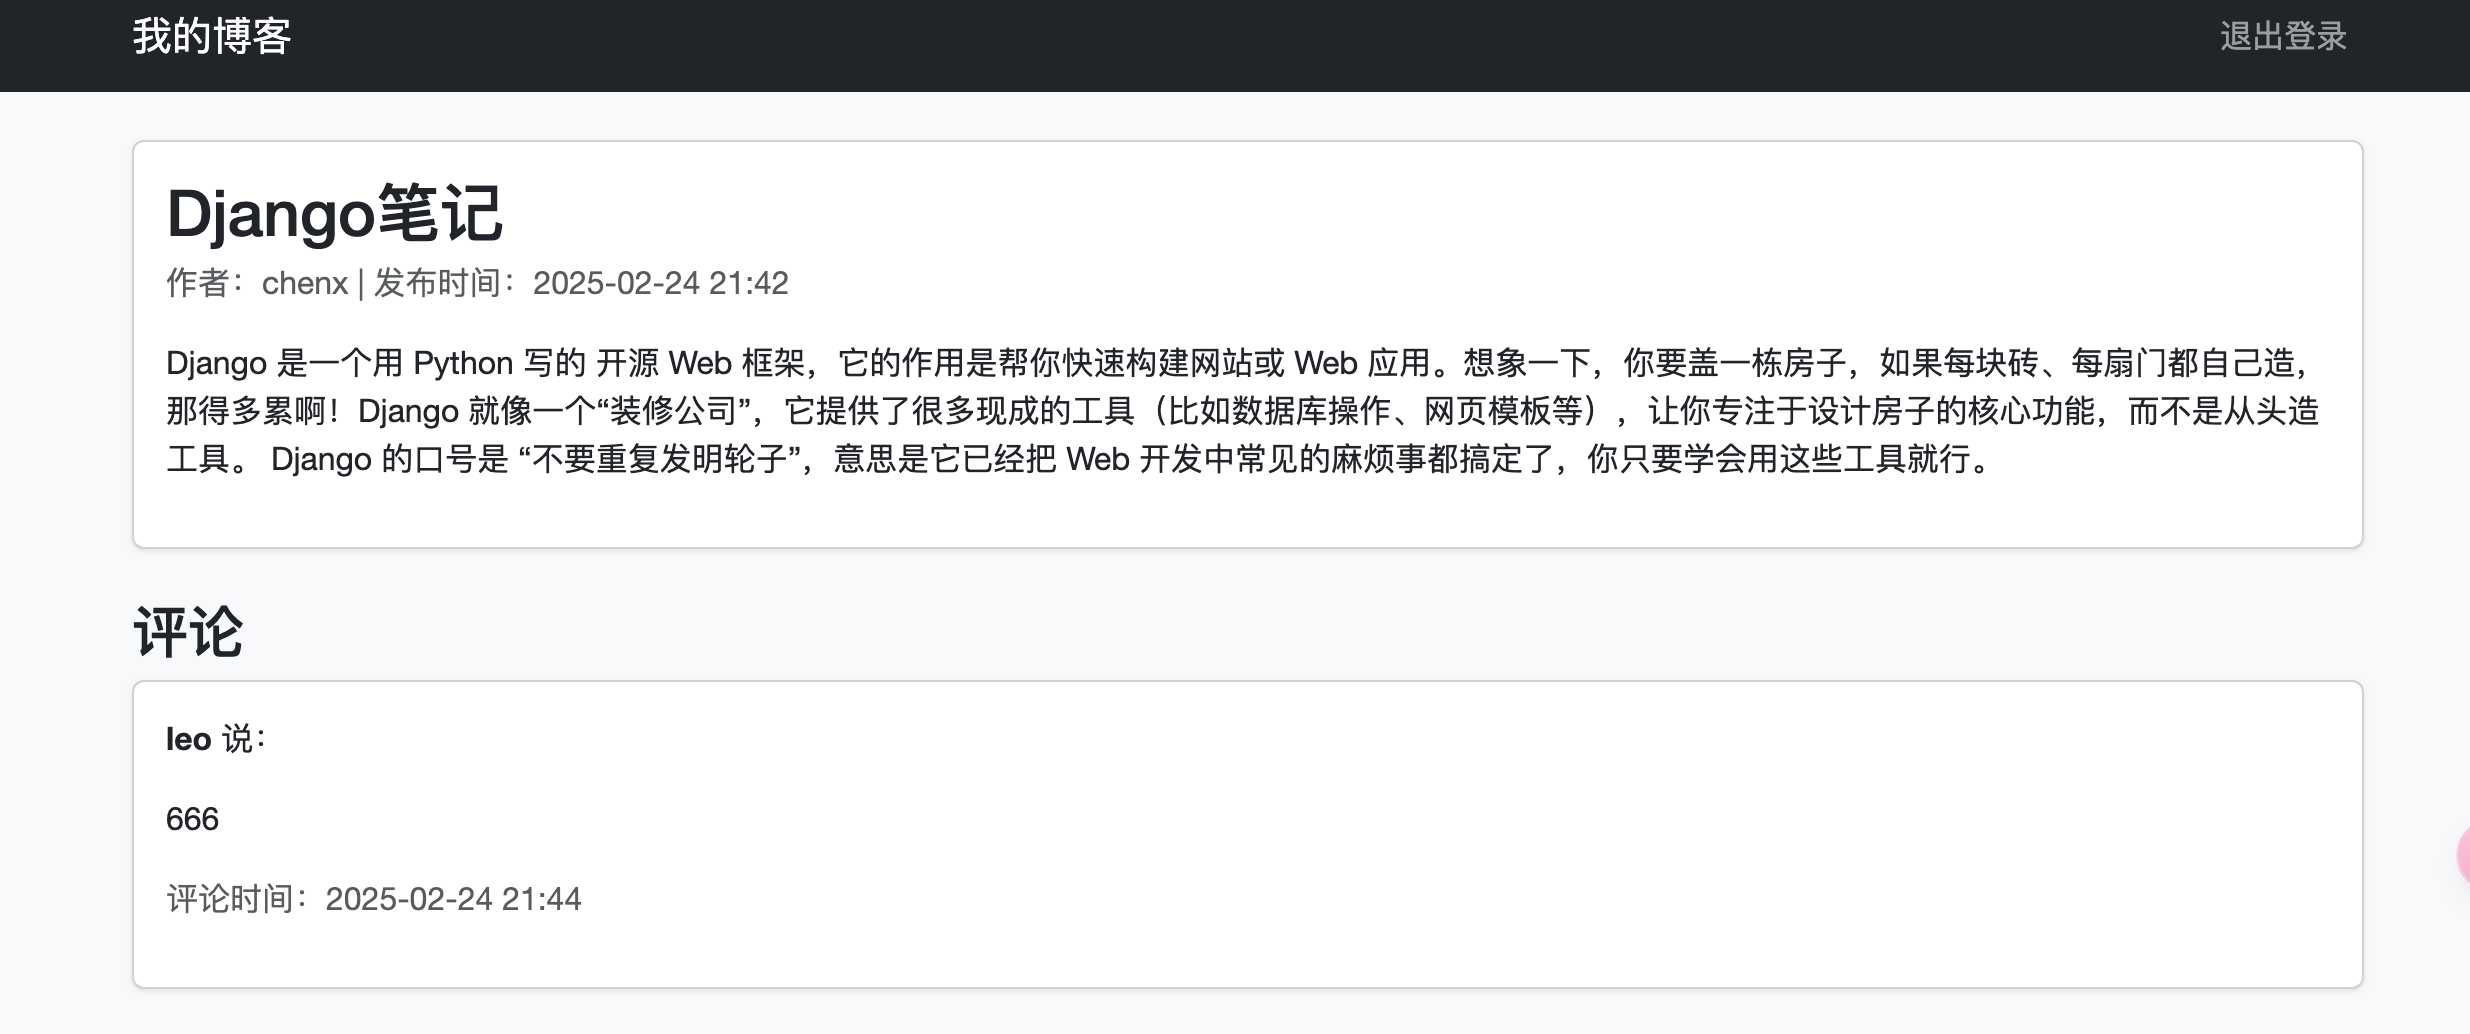 我的博客
退出登录
Django笔记
作者：chenx | 发布时间：2025-02-24 21:42
Django 是一个用 Python 写的 开源 Web 框架，它的作用是帮你快速构建网站或 Web 应用。想象一下，你要盖一栋房子，如果每块砖、每扇门都自己造，
那得多累啊！Django 就像一个“装修公司”，它提供了很多现成的工具（比如数据库操作、网页模板等），让你专注于设计房子的核心功能，而不是从头造
工具。 Django 的口号是 “不要重复发明轮子”，意思是它已经把 Web 开发中常见的麻烦事都搞定了，你只要学会用这些工具就行。
评论
leo 说：
666
评论时间：2025-02-24 21:44